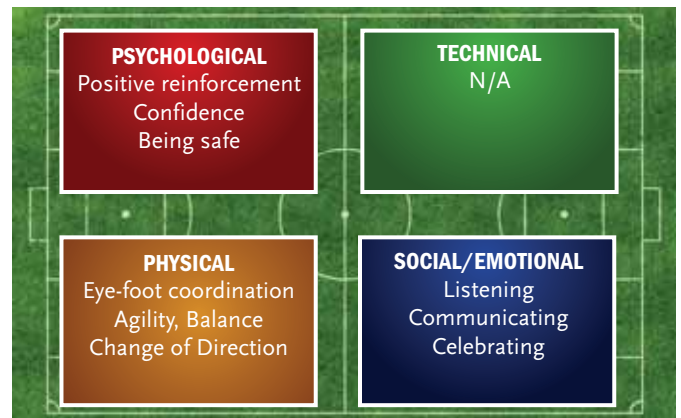 PSYCHOLOGICAL
Positive reinforcement
Confidence
Being safe
TECHNICAL
N/A
PHYSICAL
Eye-foot coordination
Agility, Balance
Change of Direction
SOCIAL/EMOTIONAL
Listening
Communicating
Celebrating